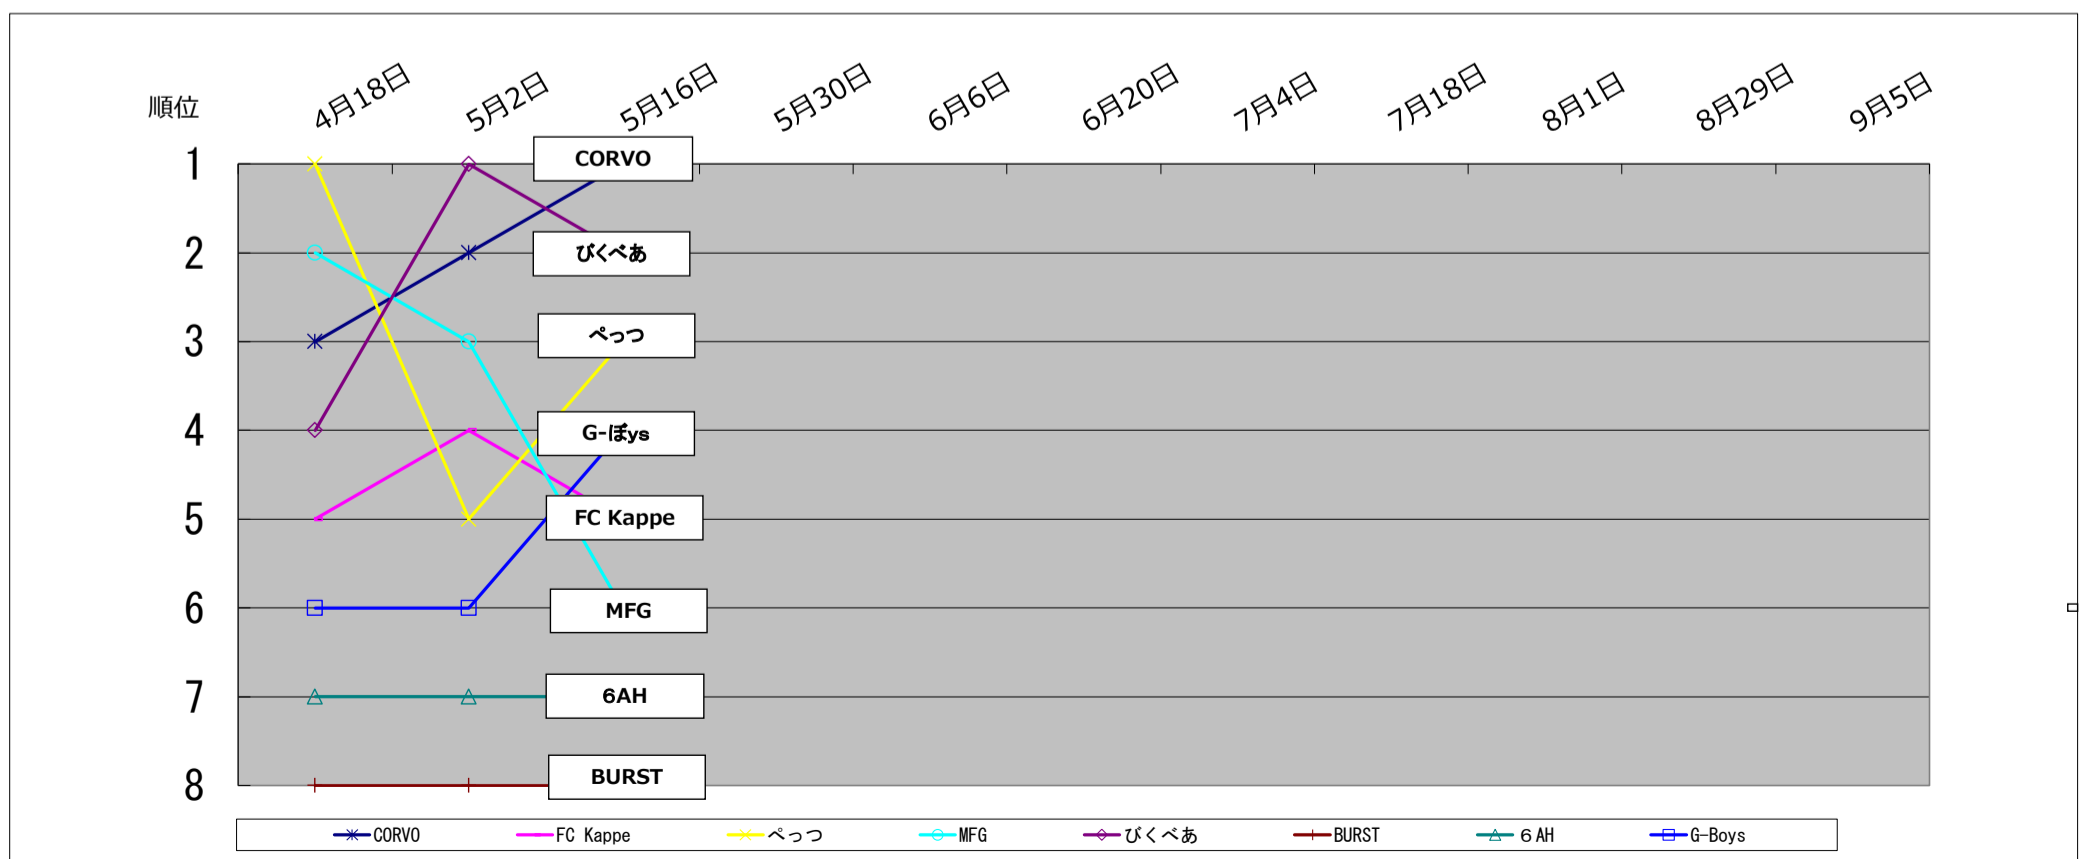 順位
4月18日
5月2日
5月16日
5月30日
6月6日
6月20日
7月4日
7月18日
8月1日
8月29日
9月5日
1
CORVO
2
びくべあ
3
ぺっつ
4
G-ぼys
5
FC Kappe
6
MFG
7
6AH
8
BURST
CORVO FC Kappe ぺっつ MFG びくべあ BURST 6AH G-Boys